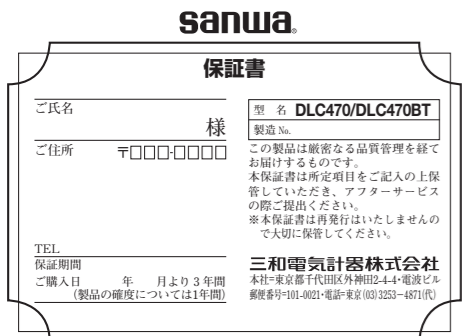 sanwa®
保証書
ご氏名
様
ご住所 〒□□□-□□□□
TEL
保証期間
ご購入日 年 月より3年間
(製品の確度については1年間)
型 名 DLC470/DLC470BT
製造 No.
この製品は厳密なる品質管理を経て
お届けするものです。
本保証書は所定項目をご記入の上保
管していただき、アフターサービス
の際ご提出ください。
※本保証書は再発行はいたしませんの
で大切に保管してください。
三和電気計器株式会社
本社=東京都千代田区外神田2-4-4・電波ビル
郵便番号=101-0021・電話=東京(03)3253-4871(代)